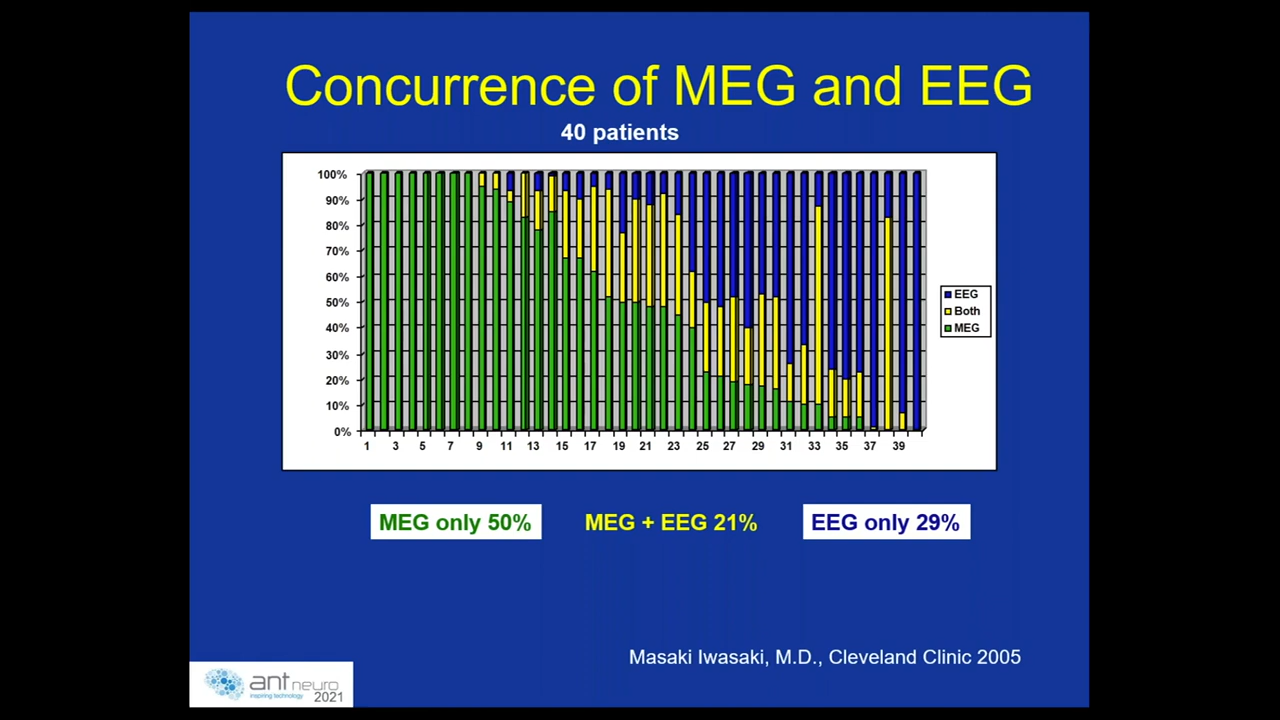 Concurrence of MEG and EEG
40 patients
100%
90%
80%
70%
60%
50%
40%
30%
20%
10%
0%
1 3 5 7 9 11 13 15 17 19 21 23 25 27 29 31 33 35 37 39
EEG
Both
MEG
MEG only 50% MEG + EEG 21% EEG only 29%
Masaki Iwasaki, M.D., Cleveland Clinic 2005
ant neuro
inspiring technology
2021